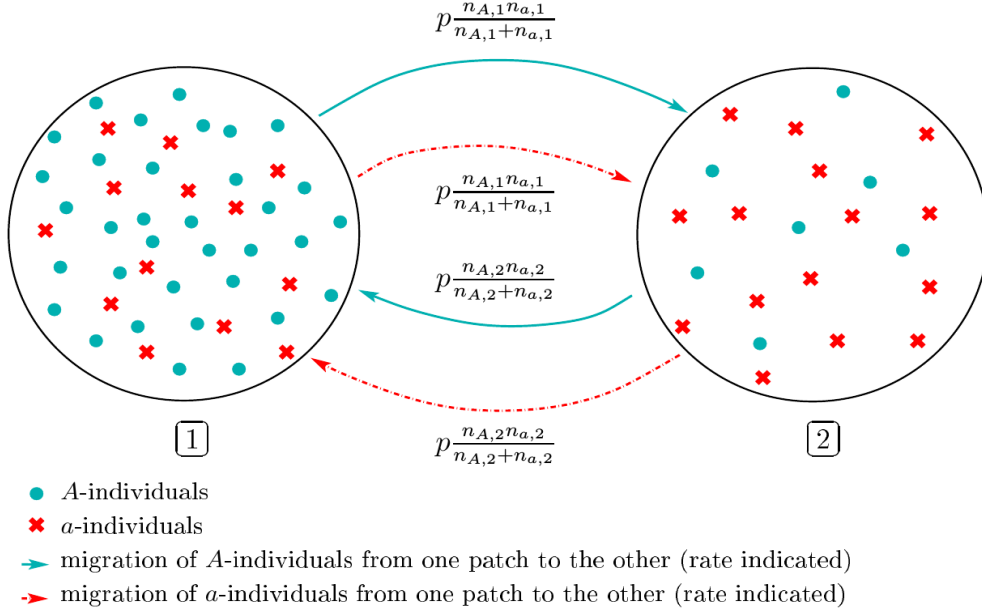 p n_{A,1}n_{a,1} / n_{A,1}+n_{a,1}
p n_{A,1}n_{a,1} / n_{A,1}+n_{a,1}
p n_{A,2}n_{a,2} / n_{A,2}+n_{a,2}
p n_{A,2}n_{a,2} / n_{A,2}+n_{a,2}
1
2
A-individuals
a-individuals
migration of A-individuals from one patch to the other (rate indicated)
migration of a-individuals from one patch to the other (rate indicated)